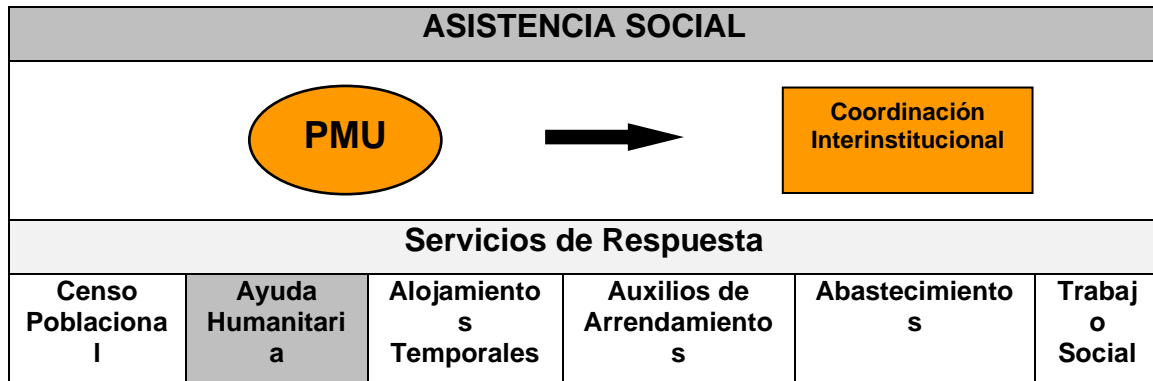 ASISTENCIA SOCIAL
PMU
Coordinación
Interinstitucional
Servicios de Respuesta
Censo
Poblaciona
l
Ayuda
Humanitari
a
Alojamiento
s
Temporales
Auxilios de
Arrendamiento
s
Abastecimiento
s
Trabaj
o
Social